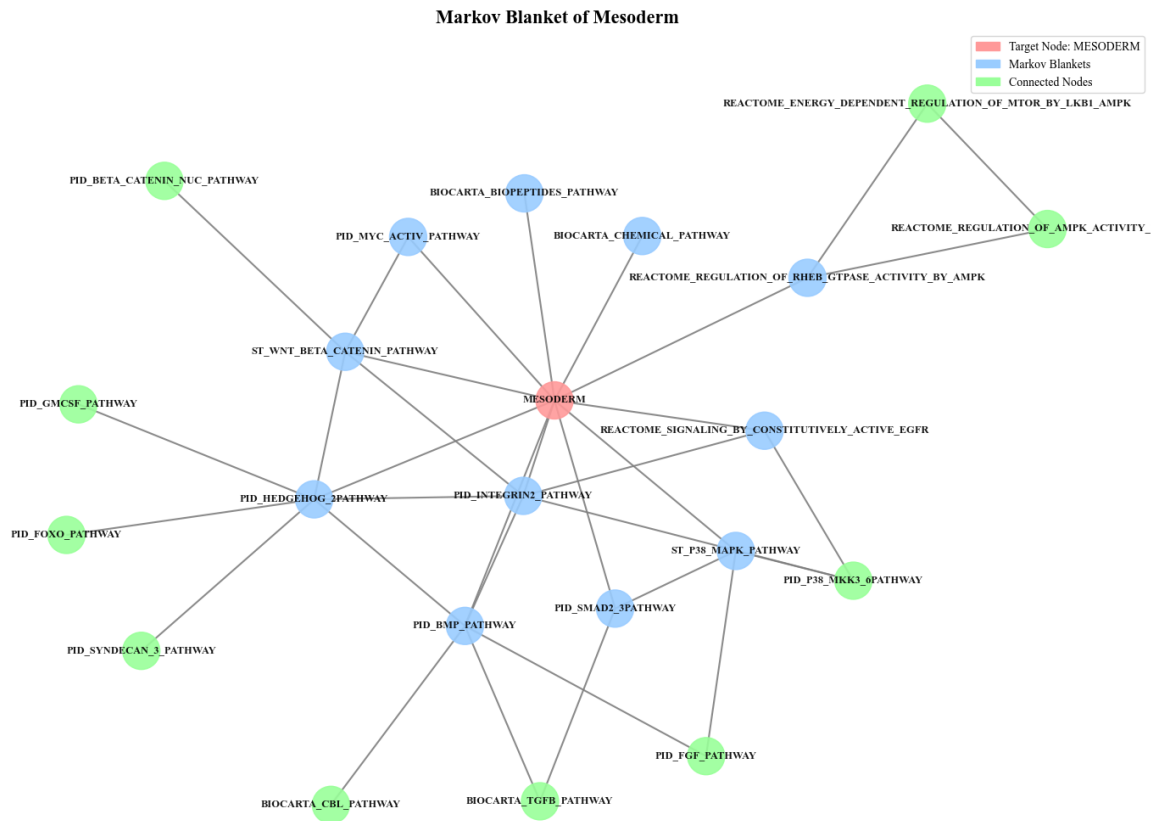 Markov Blanket of Mesoderm
Target Node: MESODERM
Markov Blankets
Connected Nodes
REACTOME_ENERGY_DEPENDENT_REGULATION_OF_MTOR_BY_LKB1_AMPK
PID_BETA_CATENIN_NUC_PATHWAY
BIOCARTA_BIOPEPTIDES_PATHWAY
REACTOME_REGULATION_OF_AMPK_ACTIVITY_
PID_MYC_ACTIV_PATHWAY
BIOCARTA_CHEMICAL_PATHWAY
REACTOME_REGULATION_OF_RHEB_GTPASE_ACTIVITY_BY_AMPK
ST_WNT_BETA_CATENIN_PATHWAY
MESODERM
PID_GMCSF_PATHWAY
REACTOME_SIGNALING_BY_CONSTITUTIVELY_ACTIVE_EGFR
PID_INTEGRIN2_PATHWAY
PID_HEDGEHOG_2PATHWAY
PID_FOXO_PATHWAY
ST_P38_MAPK_PATHWAY
PID_P38_MKK3_6PATHWAY
PID_SMAD2_3PATHWAY
PID_BMP_PATHWAY
PID_SYNDECAN_3_PATHWAY
PID_FGF_PATHWAY
BIOCARTA_TGFB_PATHWAY
BIOCARTA_CBL_PATHWAY